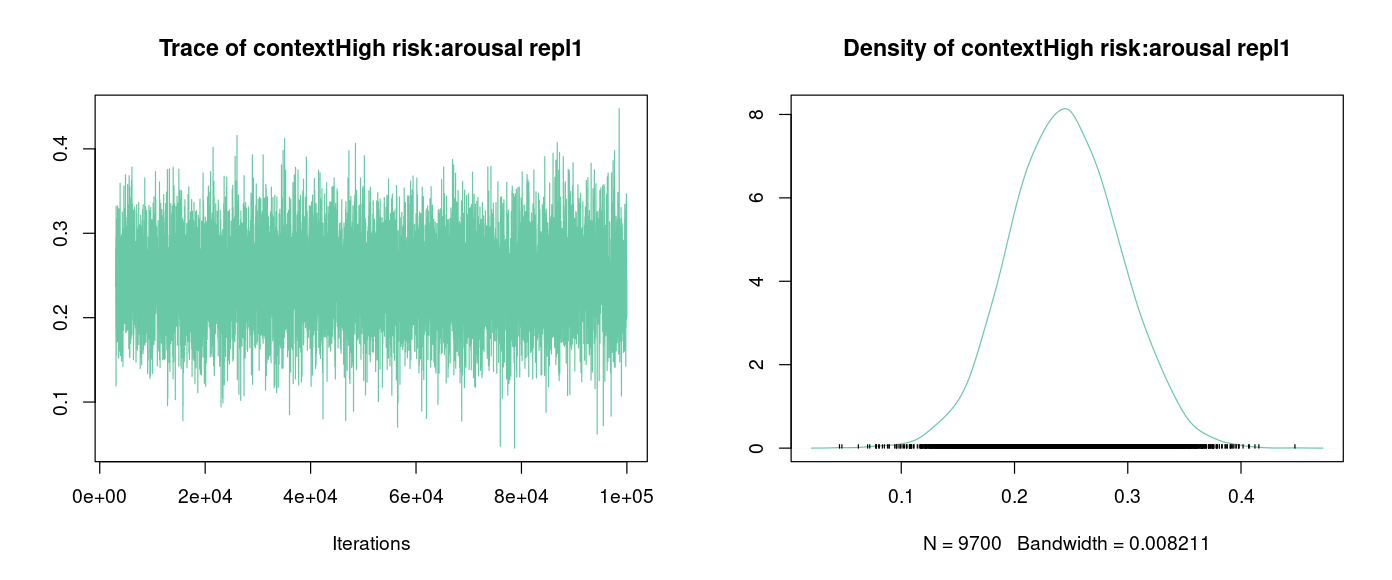 Trace of contextHigh risk:arousal repl1
0.4
0.3
0.2
0.1
0e+00 2e+04 4e+04 6e+04 8e+04 1e+05
Iterations
Density of contextHigh risk:arousal repl1
8
6
4
2
0
0.1 0.2 0.3 0.4
N = 9700 Bandwidth = 0.008211